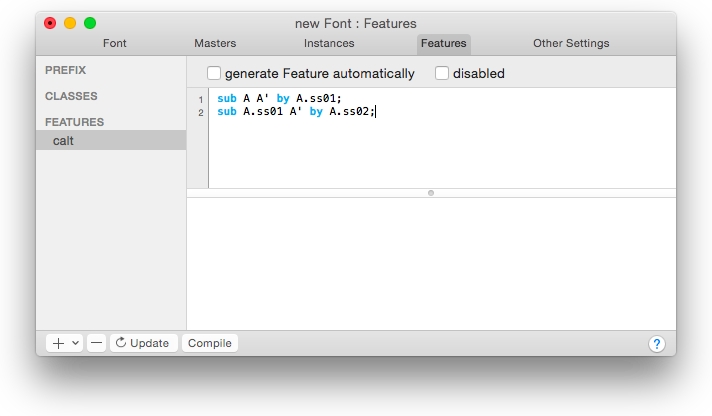 new Font : Features
Font Masters Instances Features Other Settings
PREFIX
CLASSES
FEATURES
calt
generate Feature automatically disabled
1 sub A A' by A.ss01;
2 sub A.ss01 A' by A.ss02;
+ − Update Compile ?